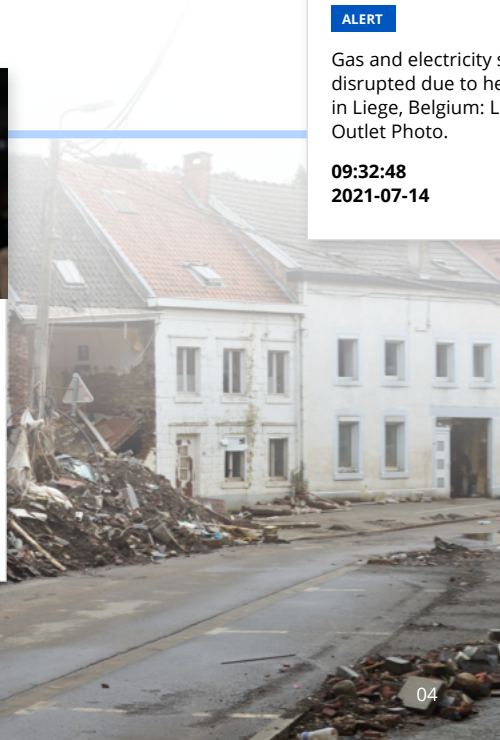 ALERT
Gas and electricity
disrupted due to
in Liege, Belgium:
Outlet Photo.
09:32:48
2021-07-14
04